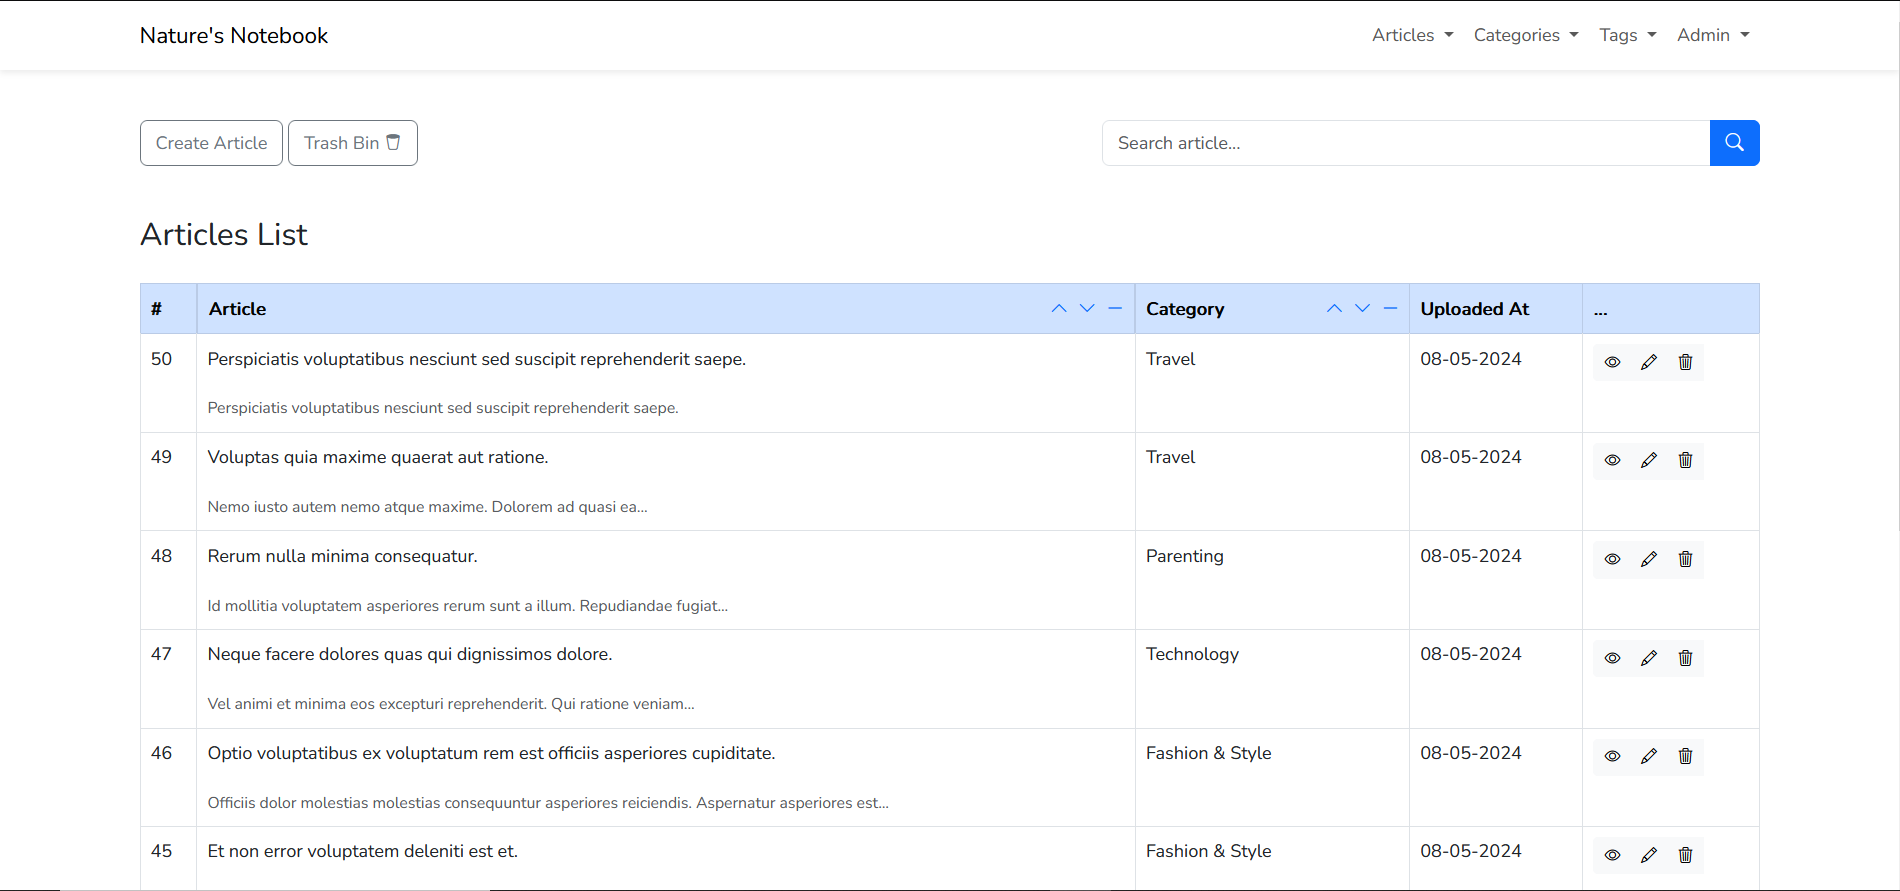 Nature's Notebook Articles Categories Tags Admin
Create Article Trash Bin Search article...
Articles List
# Article Category Uploaded At ...
50 Perspiciatis voluptatibus nesciunt sed suscipit reprehenderit saepe. Travel 08-05-2024
Perspiciatis voluptatibus nesciunt sed suscipit reprehenderit saepe.
49 Voluptas quia maxime quaerat aut ratione. Travel 08-05-2024
Nemo iusto autem nemo atque maxime. Dolorem ad quasi ea...
48 Rerum nulla minima consequatur. Parenting 08-05-2024
Id mollitia voluptatem asperiores rerum sunt a illum. Repudiandae fugiat...
47 Neque facere dolores quas qui dignissimos dolore. Technology 08-05-2024
Vel animi et minima eos excepturi reprehenderit. Qui ratione veniam...
46 Optio voluptatibus ex voluptatum rem est officiis asperiores cupiditate. Fashion & Style 08-05-2024
Officiis dolor molestias molestias consequuntur asperiores reiciendis. Aspernatur asperiores est...
45 Et non error voluptatem deleniti est et. Fashion & Style 08-05-2024